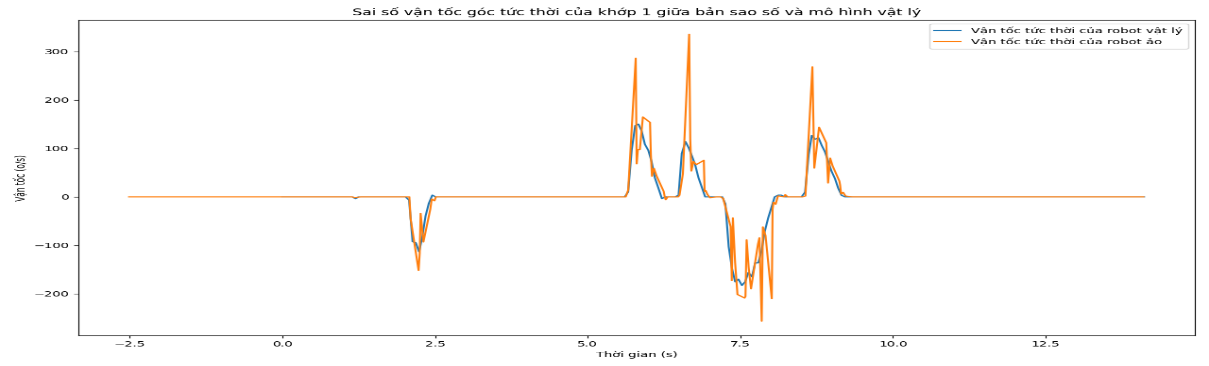 Sai số vận tốc góc tức thời của khớp 1 giữa bản sao số và mô hình vật lý
Vận tốc tức thời của robot vật lý
Vận tốc tức thời của robot ảo
300
200
100
0
−100
−200
Vận tốc (o/s)
−2.5 0.0 2.5 5.0 7.5 10.0 12.5
Thời gian (s)